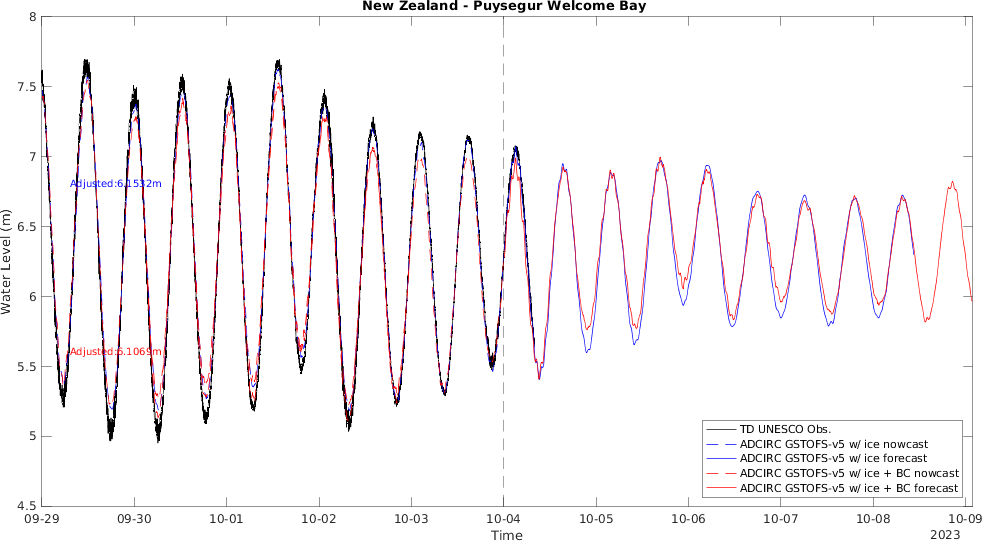 New Zealand - Puysegur Welcome Bay
8
7.5
7
6.5
6
5.5
5
4.5
Water Level (m)
Adjusted:6.1532m
Adjusted:6.1069m
TD UNESCO Obs.
ADCIRC GSTOFS-v5 w/ ice nowcast
ADCIRC GSTOFS-v5 w/ ice forecast
ADCIRC GSTOFS-v5 w/ ice + BC nowcast
ADCIRC GSTOFS-v5 w/ ice + BC forecast
09-29 09-30 10-01 10-02 10-03 10-04 10-05 10-06 10-07 10-08 10-09
Time
2023